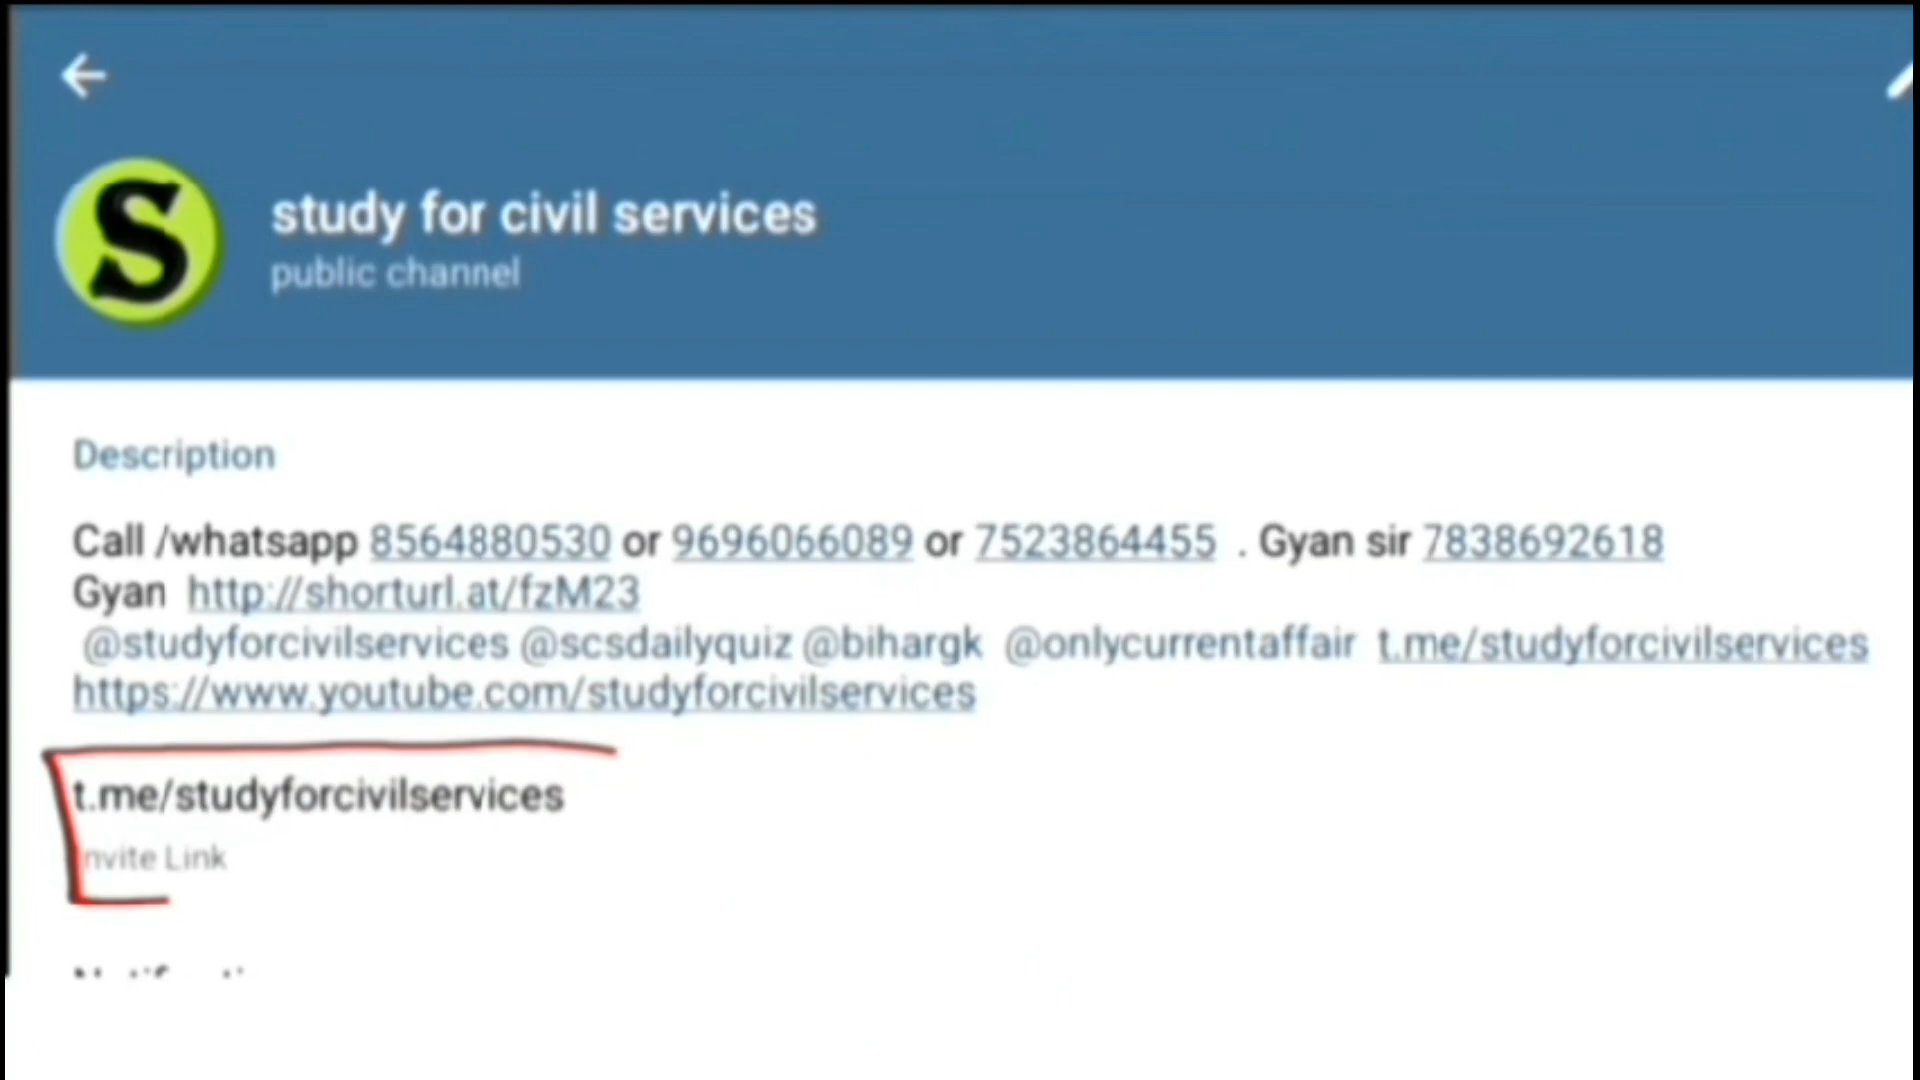 S
study for civil services
public channel
Description
Call /whatsapp 8564880530 or 9696066089 or 7523864455 . Gyan sir 7838692618
Gyan http://shorturl.at/fzM23
@studyforcivilservices @scsdailyquiz @bihargk @onlycurrentaffair t.me/studyforcivilservices
https://www.youtube.com/studyforcivilservices
t.me/studyforcivilservices
Invite Link